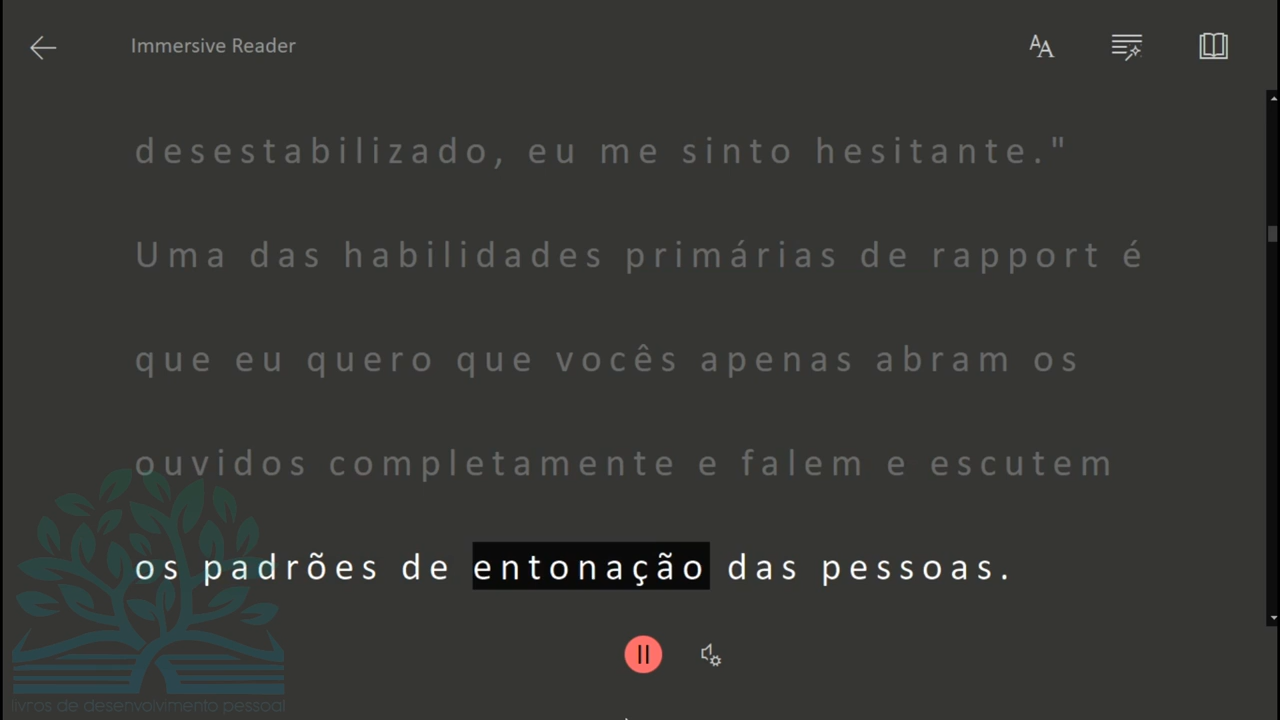 Immersive Reader
desestabilizado, eu me sinto hesitante."
Uma das habilidades primárias de rapport é
que eu quero que vocês apenas abram os
ouvidos completamente e falem e escutem
os padrões de entonação das pessoas.
livros de desenvolvimento pessoal